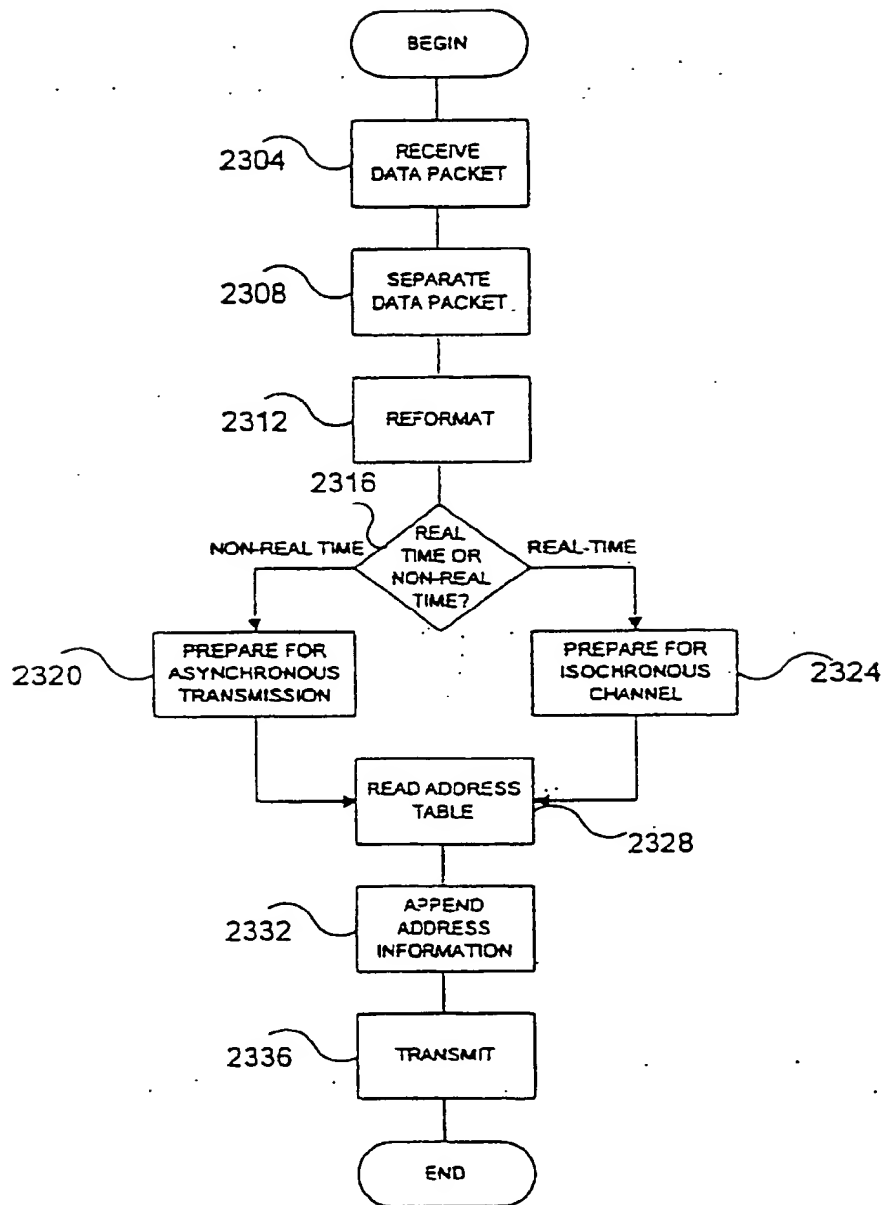 BEGIN
2304
RECEIVE
DATA PACKET
2308
SEPARATE
DATA PACKET
2312
REFORMAT
2316
NON-REAL TIME
REAL
TIME OR
NON-REAL
TIME?
REAL-TIME
2320
PREPARE FOR
ASYNCHRONOUS
TRANSMISSION
PREPARE FOR
ISOCHRONOUS
CHANNEL
2324
READ ADDRESS
TABLE
2328
2332
APPEND
ADDRESS
INFORMATION
2336
TRANSMIT
END